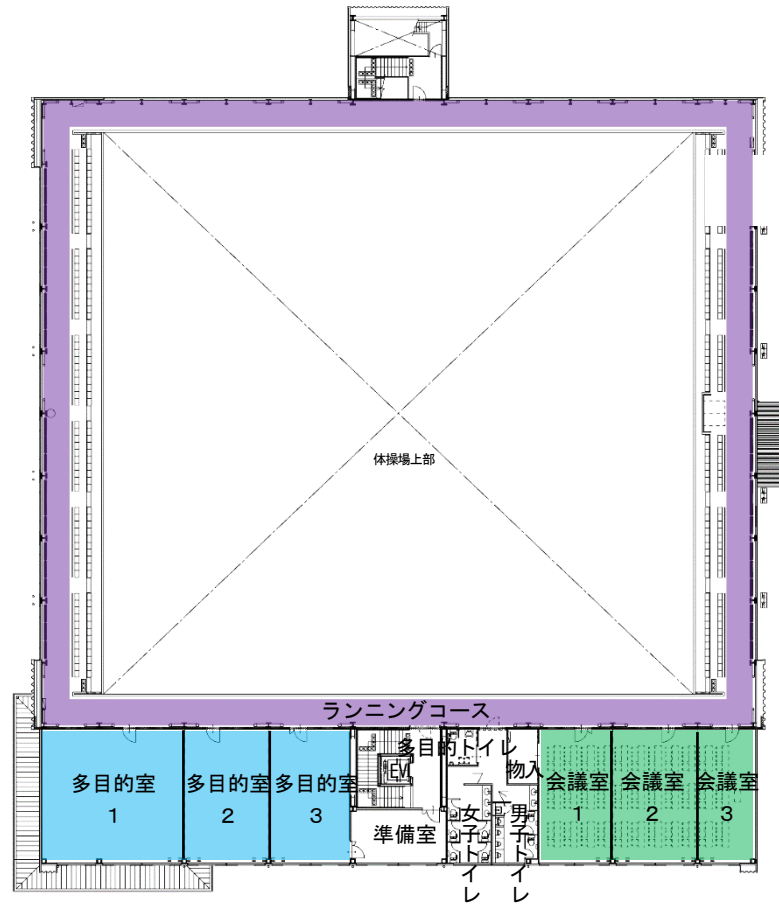 体操場上部
ランニングコース
多目的トイレ
EV
物入
多目的室
1
多目的室
2
多目的室
3
準備室
女子トイレ
男子トイレ
会議室
1
会議室
2
会議室
3